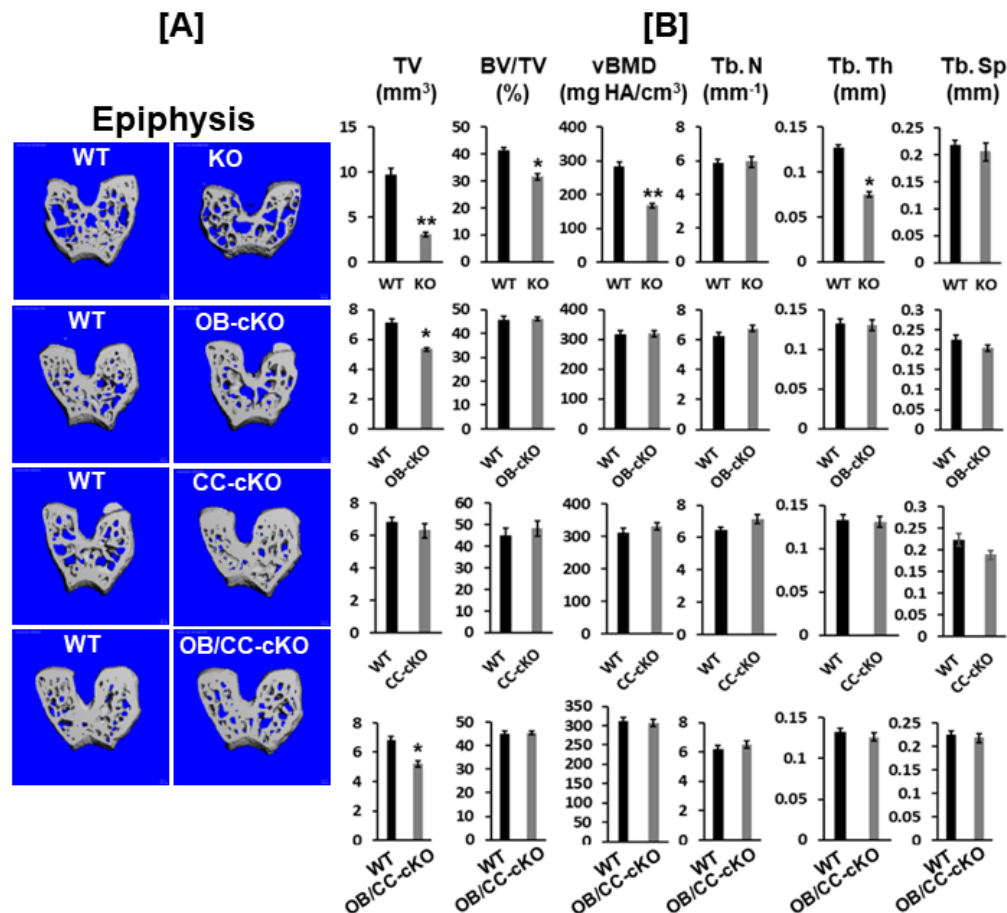 [A]
[B]
Epiphysis
WT
KO
WT
OB-cKO
WT
CC-cKO
WT
OB/CC-cKO
TV
(mm³)
BV/TV
(%)
vBMD
(mg HA/cm³)
Tb. N
(mm⁻¹)
Tb. Th
(mm)
Tb. Sp
(mm)
15
10
5
0
**
WT KO
50
40
30
20
10
0
*
WT KO
400
300
200
100
0
**
WT KO
8
6
4
2
0
WT KO
0.15
0.1
0.05
0
*
WT KO
0.25
0.2
0.15
0.1
0.05
0
WT KO
8
6
4
2
0
*
WT
OB-cKO
50
40
30
20
10
0
WT
OB-cKO
400
300
200
100
0
WT
OB-cKO
8
6
4
2
0
WT
OB-cKO
0.15
0.1
0.05
0
WT
OB-cKO
0.3
0.25
0.2
0.15
0.1
0.05
0
WT
OB-cKO
8
6
4
2
0
WT
CC-cKO
60
50
40
30
20
10
0
WT
CC-cKO
400
300
200
100
0
WT
CC-cKO
8
6
4
2
0
WT
CC-cKO
0.15
0.1
0.05
0
WT
CC-cKO
0.3
0.25
0.2
0.15
0.1
0.05
0
WT
CC-cKO
8
6
4
2
0
*
WT
OB/CC-cKO
50
40
30
20
10
0
WT
OB/CC-cKO
350
300
250
200
150
100
50
0
WT
OB/CC-cKO
8
6
4
2
0
WT
OB/CC-cKO
0.15
0.1
0.05
0
WT
OB/CC-cKO
0.25
0.2
0.15
0.1
0.05
0
WT
OB/CC-cKO